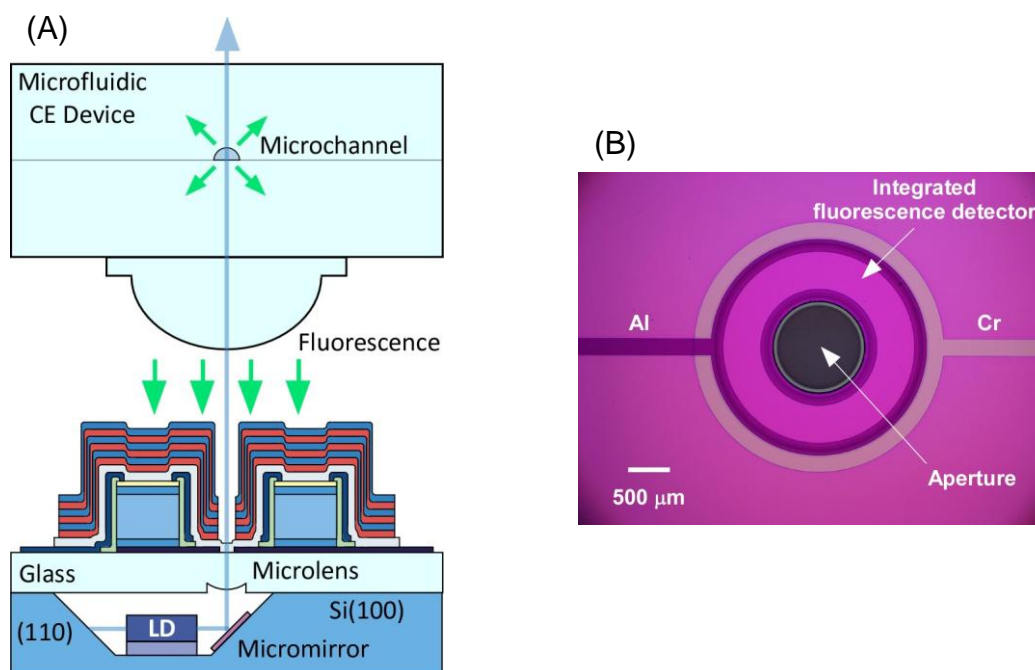 (A)
Microfluidic
CE Device
Microchannel
Fluorescence
Glass
Microlens
(110)
LD
Si(100)
Micromirror
(B)
Integrated
fluorescence detector
Al
Cr
Aperture
500 μm